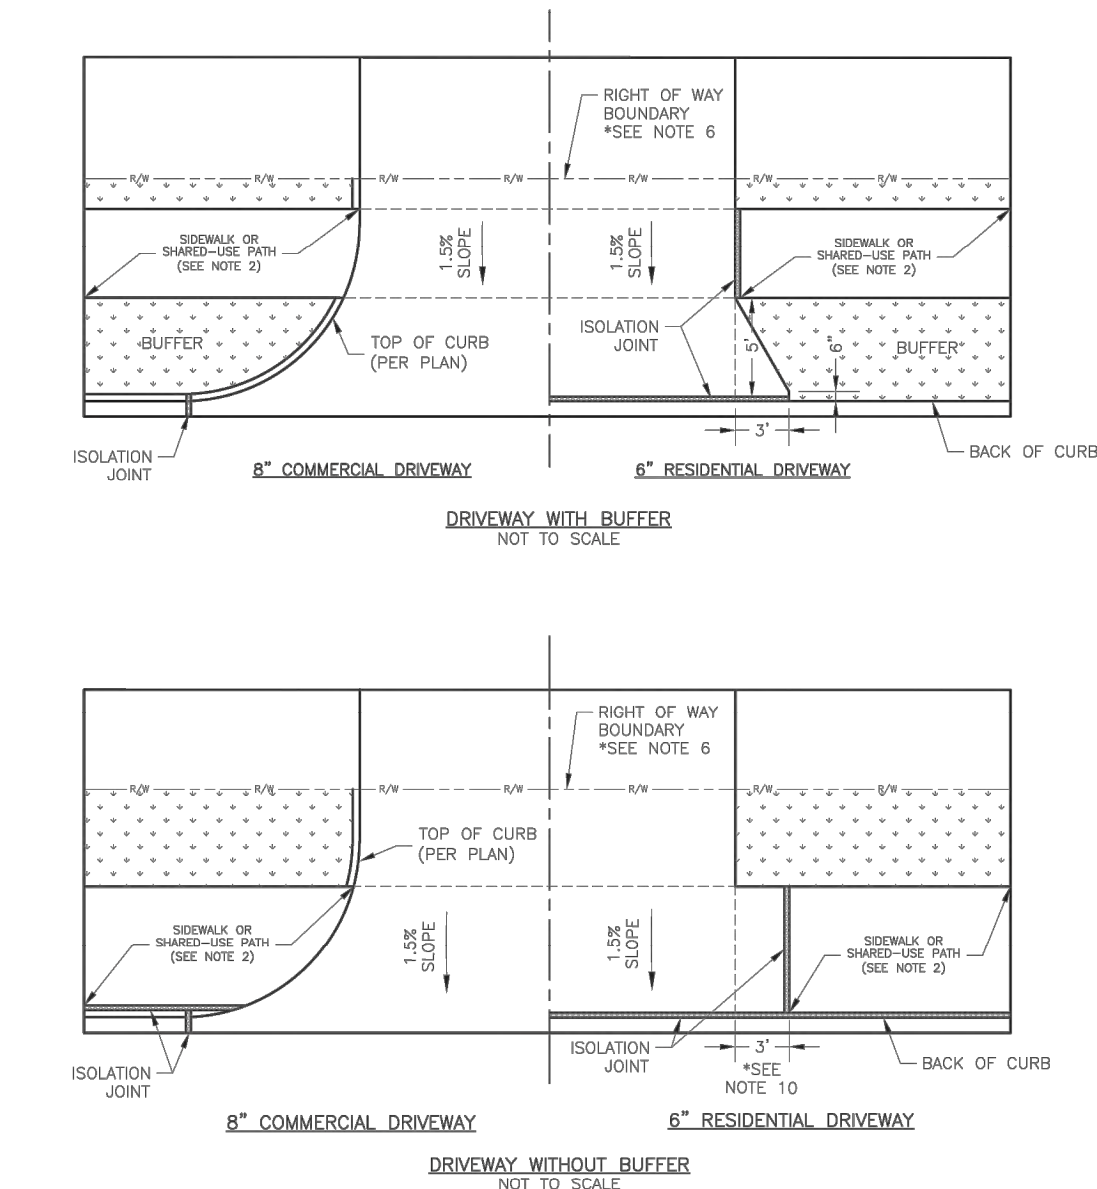 RIGHT OF WAY
BOUNDARY
*SEE NOTE 6
R/W
R/W
R/W
R/W
R/W
R/W
R/W
SIDEWALK OR
SHARED-USE PATH
(SEE NOTE 2)
1.5%
SLOPE
1.5%
SLOPE
SIDEWALK OR
SHARED-USE PATH
(SEE NOTE 2)
BUFFER
TOP OF CURB
(PER PLAN)
ISOLATION
JOINT
5'
6"
BUFFER
3'
ISOLATION
JOINT
BACK OF CURB
8" COMMERCIAL DRIVEWAY
6" RESIDENTIAL DRIVEWAY
DRIVEWAY WITH BUFFER
NOT TO SCALE
RIGHT OF WAY
BOUNDARY
*SEE NOTE 6
R/W
R/W
R/W
R/W
R/W
R/W
R/W
TOP OF CURB
(PER PLAN)
SIDEWALK OR
SHARED-USE PATH
(SEE NOTE 2)
1.5%
SLOPE
1.5%
SLOPE
SIDEWALK OR
SHARED-USE PATH
(SEE NOTE 2)
ISOLATION
JOINT
ISOLATION
JOINT
3'
*SEE
NOTE 10
BACK OF CURB
8" COMMERCIAL DRIVEWAY
6" RESIDENTIAL DRIVEWAY
DRIVEWAY WITHOUT BUFFER
NOT TO SCALE